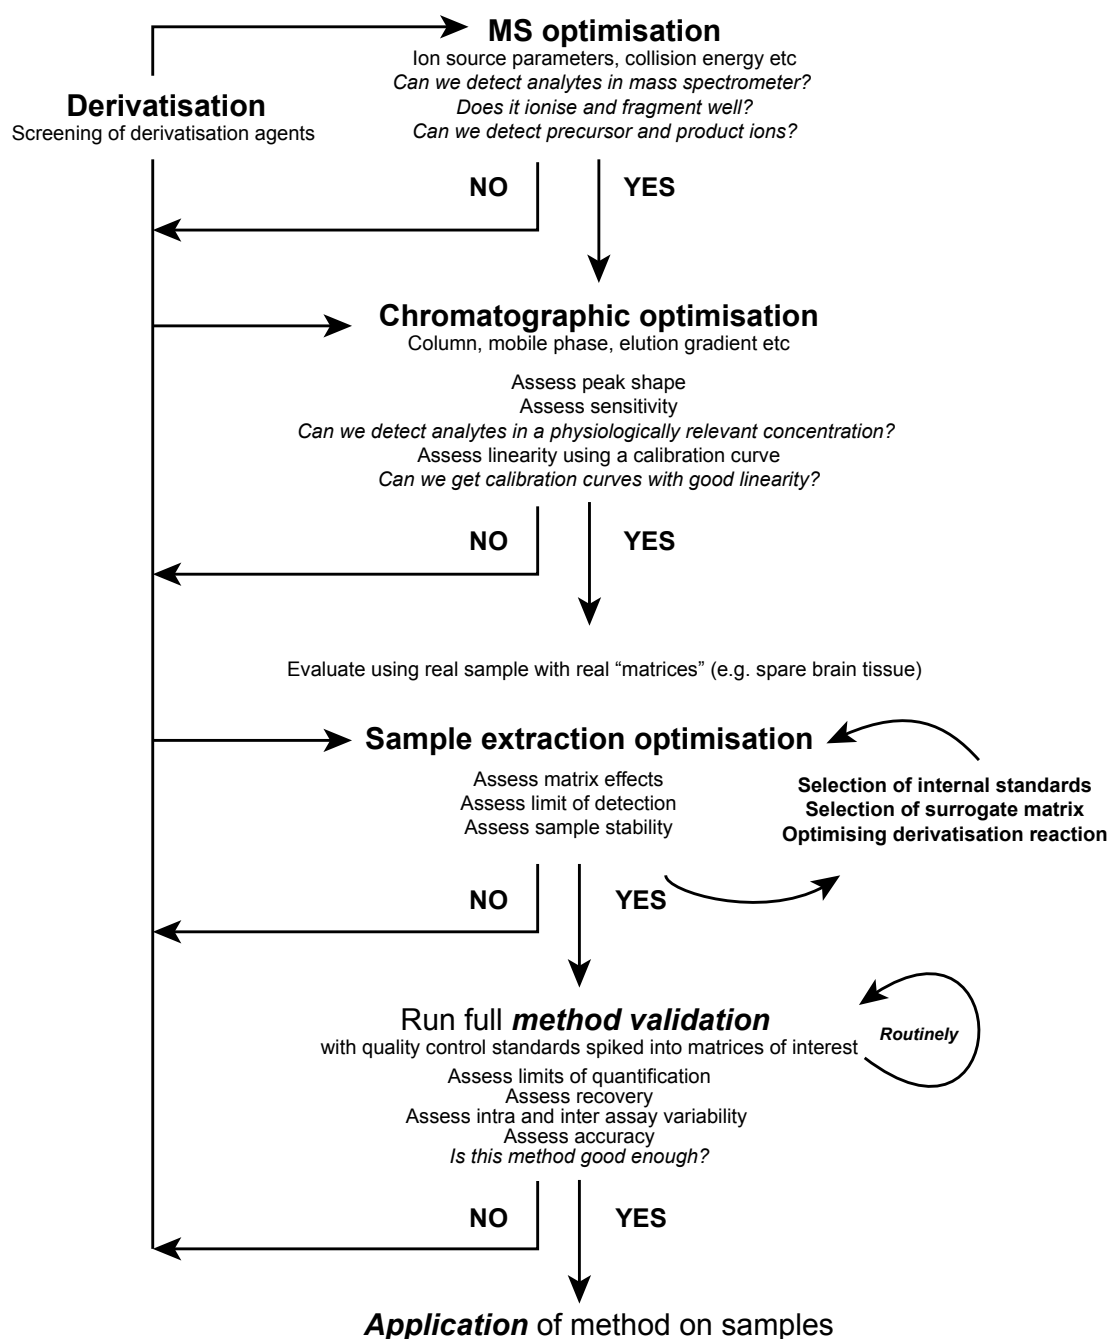 MS optimisation
Ion source parameters, collision energy etc
Can we detect analytes in mass spectrometer?
Does it ionise and fragment well?
Can we detect precursor and product ions?
Derivatisation
Screening of derivatisation agents
NO
YES
Chromatographic optimisation
Column, mobile phase, elution gradient etc
Assess peak shape
Assess sensitivity
Can we detect analytes in a physiologically relevant concentration?
Assess linearity using a calibration curve
Can we get calibration curves with good linearity?
NO
YES
Evaluate using real sample with real “matrices” (e.g. spare brain tissue)
Sample extraction optimisation
Assess matrix effects
Assess limit of detection
Assess sample stability
Selection of internal standards
Selection of surrogate matrix
Optimising derivatisation reaction
NO
YES
Run full method validation
with quality control standards spiked into matrices of interest
Routinely
Assess limits of quantification
Assess recovery
Assess intra and inter assay variability
Assess accuracy
Is this method good enough?
NO
YES
Application of method on samples